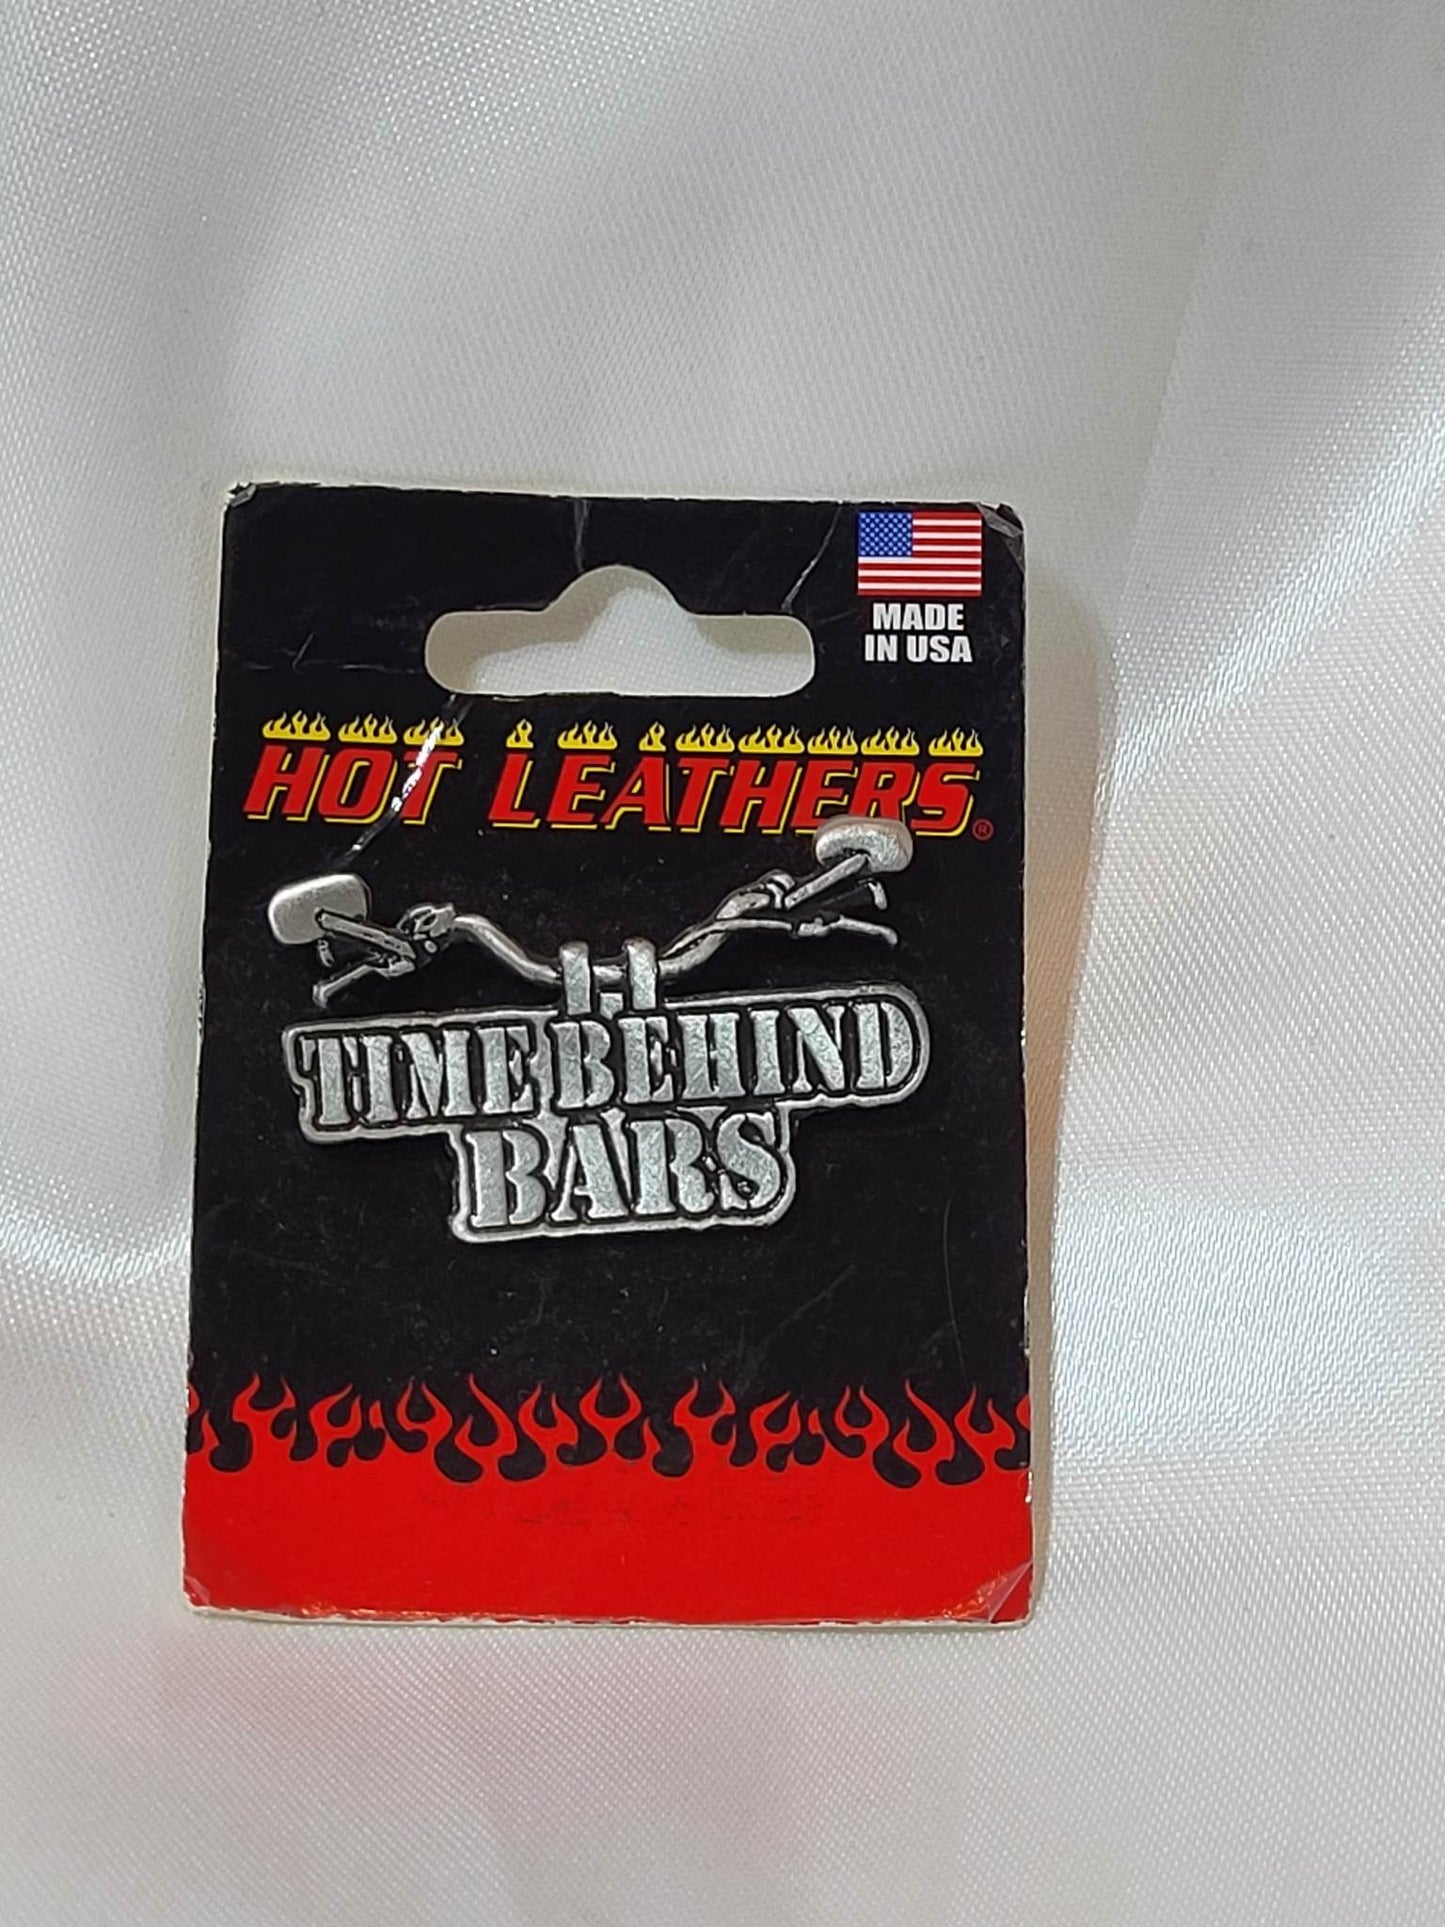 MADE
IN USA
HOT LEATHERS®
TIME BEHIND
BARS